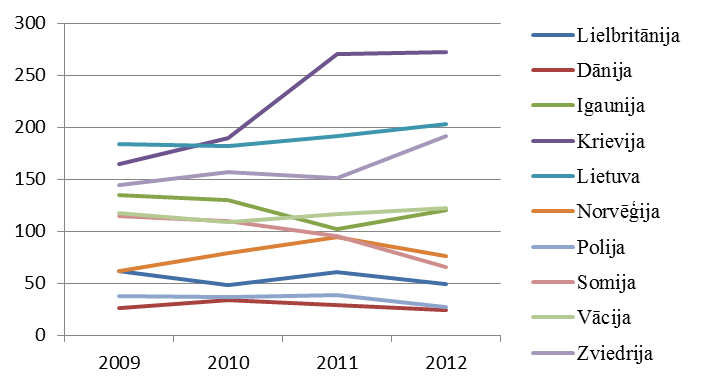 300
250
200
150
100
50
0
2009 2010 2011 2012
Lielbritānija
Dānija
Igaunija
Krievija
Lietuva
Norvēģija
Polija
Somija
Vācija
Zviedrija